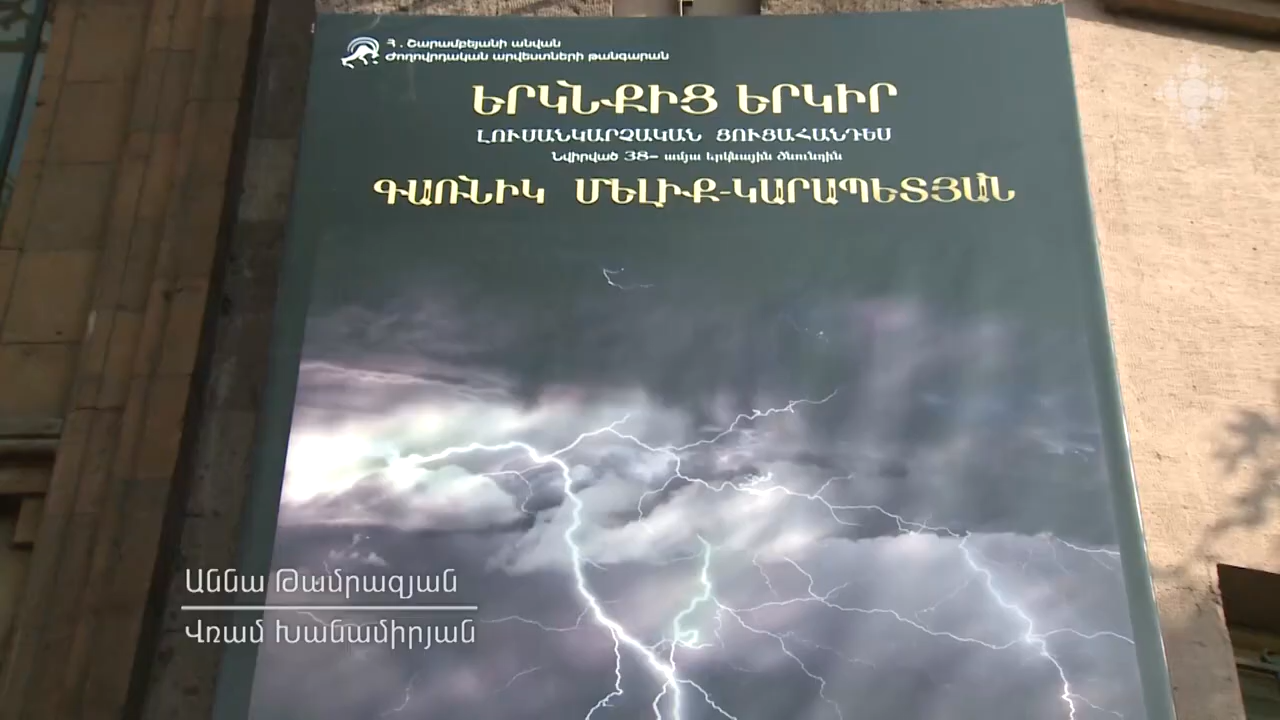 Հ. Շարամբեյանի անվան
Ժողովրդական արվեստների թանգարան
ԵՐԿՆՔԻՑ ԵՐԿԻՐ
ԼՈՒՍԱՆԿԱՐՉԱԿԱՆ ՑՈՒՑԱՀԱՆԴԵՍ
Նվիրված 38- ամյա երկնային ծնունդին
ԳԱՌՆԻԿ ՄԵԼԻՔ-ԿԱՐԱՊԵՏՅԱՆ
Աննա Թամրազյան
Վռամ Խանամիրյան